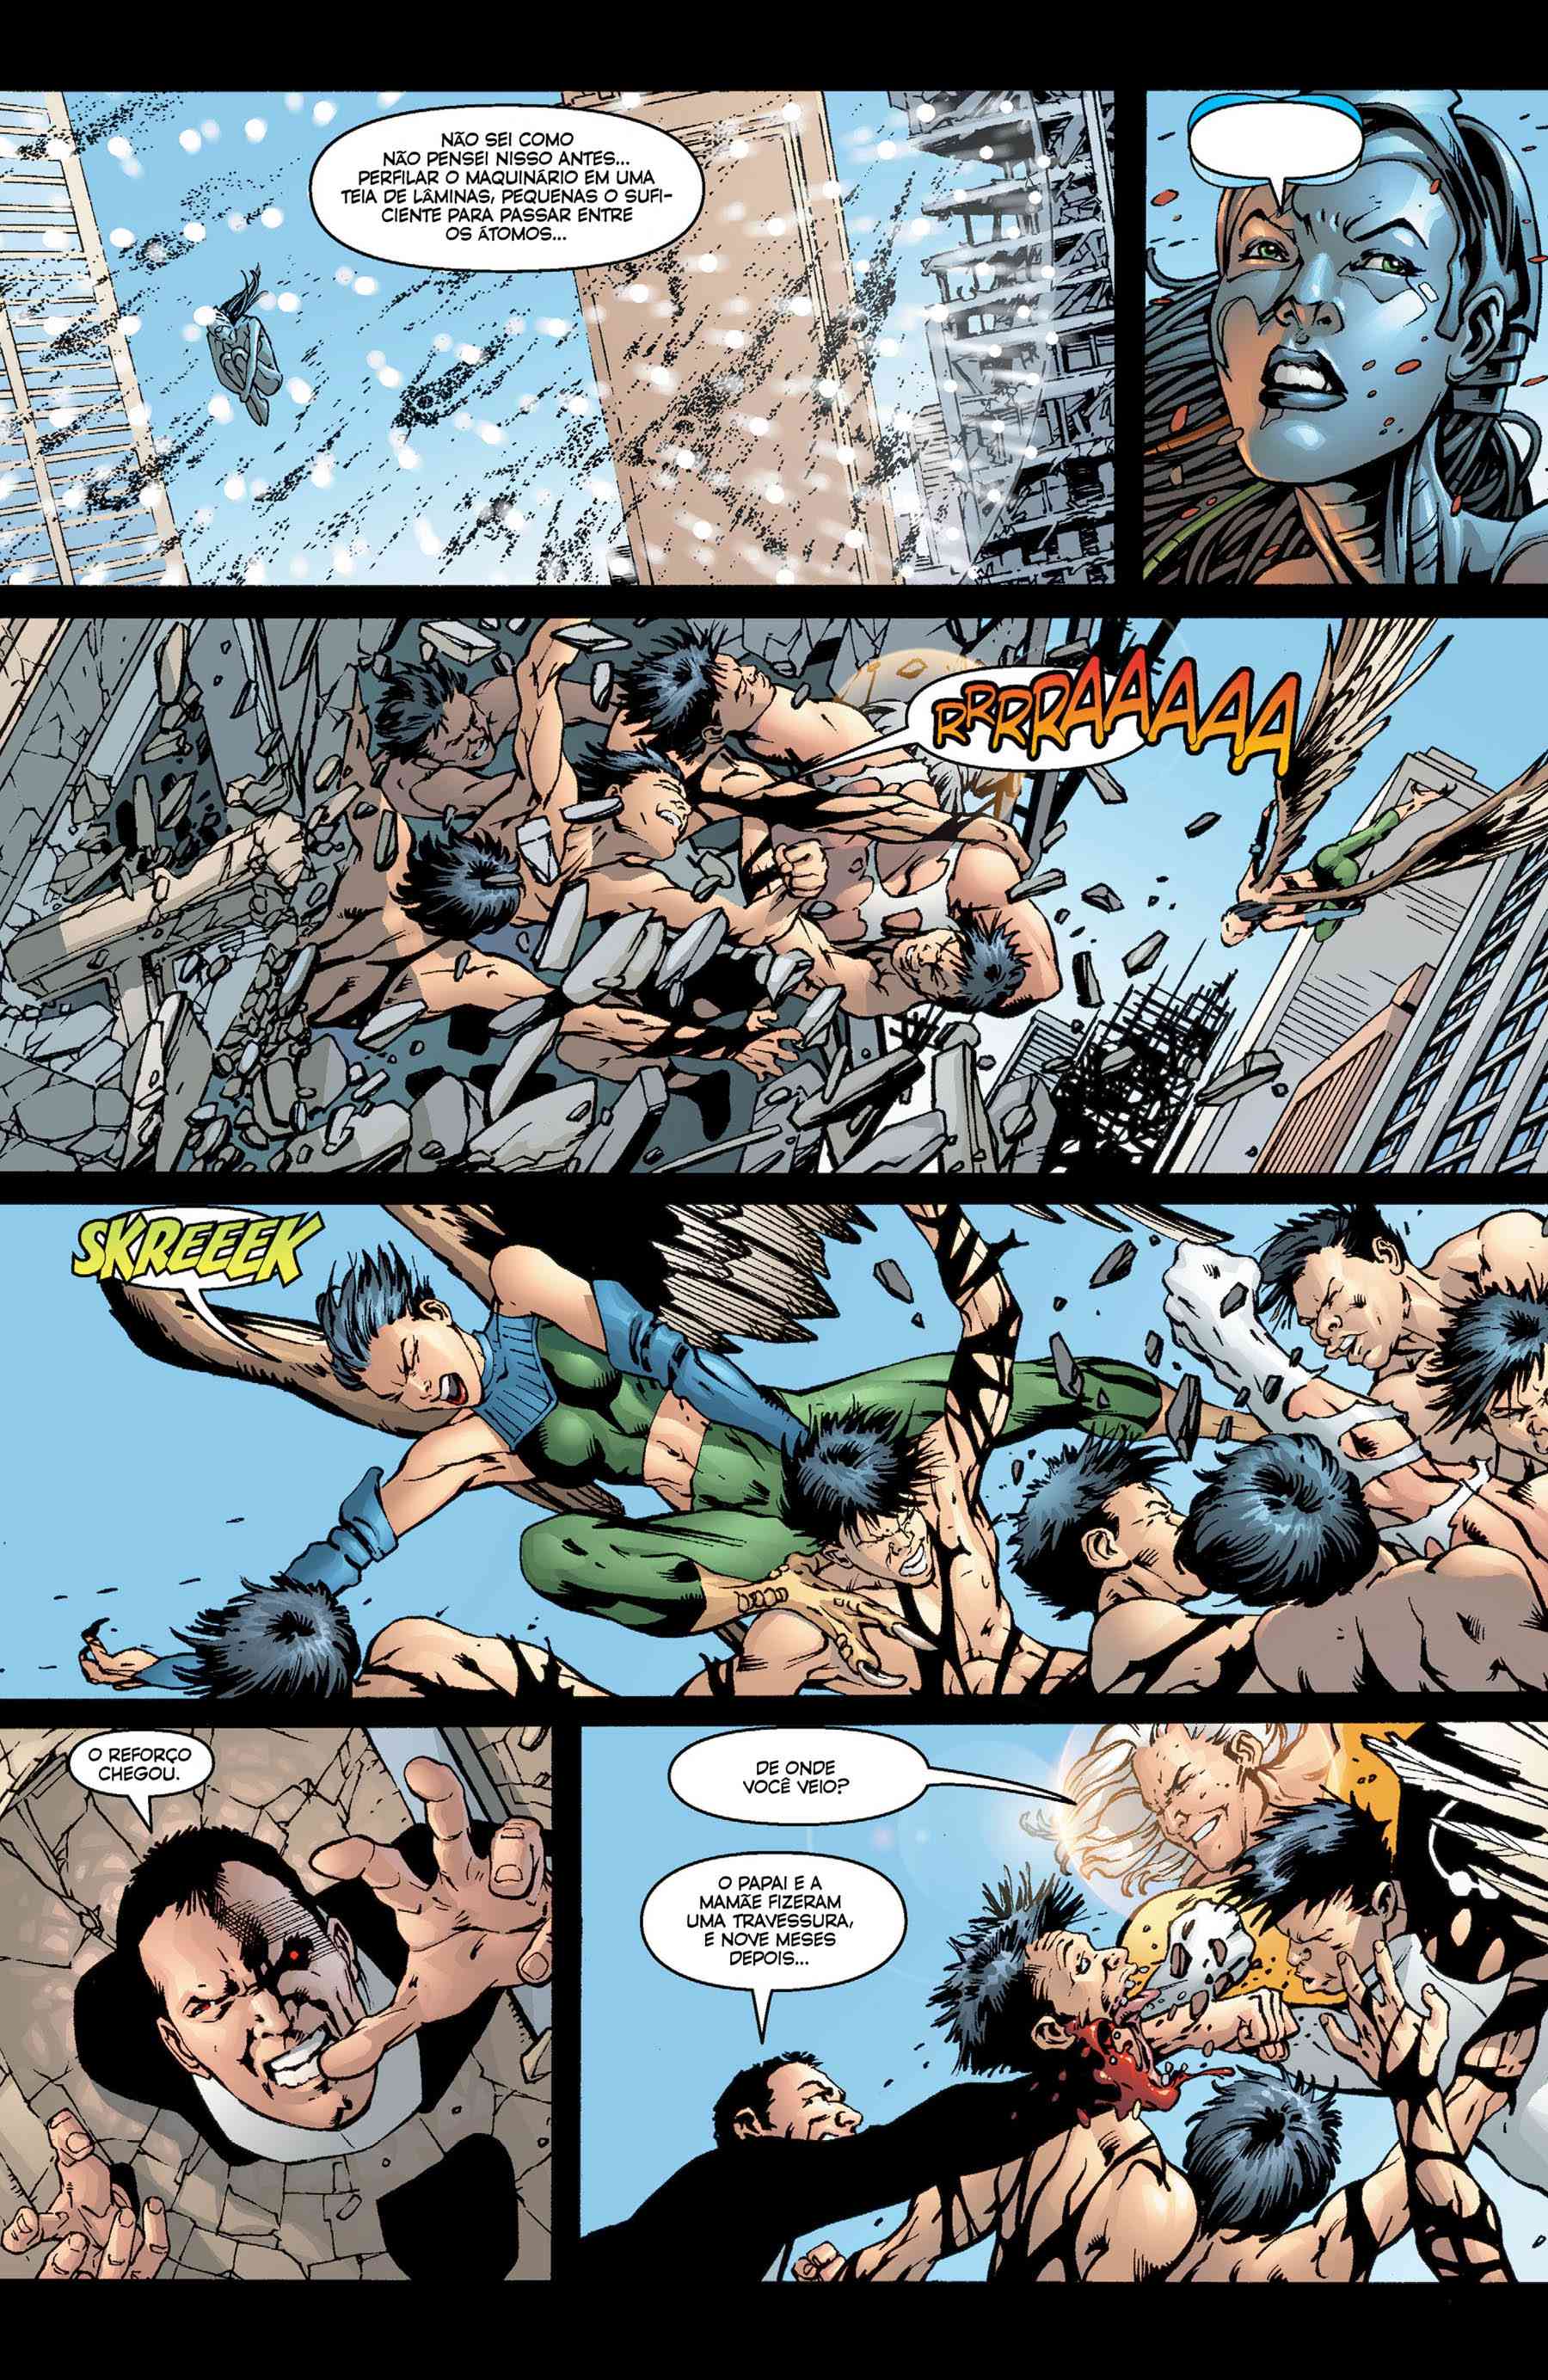 NÃO SEI COMO
NÃO PENSEI NISSO ANTES...
PERFILAR O MAQUINÁRIO EM UMA
TEIA DE LÂMINAS, PEQUENAS O SUFI-
CIENTE PARA PASSAR ENTRE
OS ÁTOMOS...
RRRRAAAAA
SKREEEK
O REFORÇO
CHEGOU.
DE ONDE
VOCÊ VEIO?
O PAPAI E A
MAMÃE FIZERAM
UMA TRAVESSURA,
E NOVE MESES
DEPOIS...